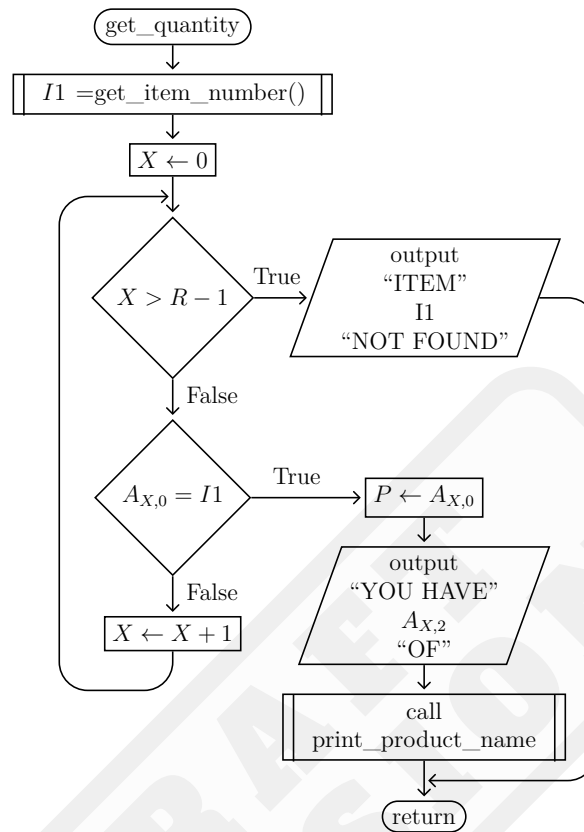 get_quantity
I1 =get_item_number()
X ← 0
X > R − 1
True
output
“ITEM”
I1
“NOT FOUND”
False
A_{X,0} = I1
True
P ← A_{X,0}
False
X ← X + 1
output
“YOU HAVE”
A_{X,2}
“OF”
call
print_product_name
return
DRAFT